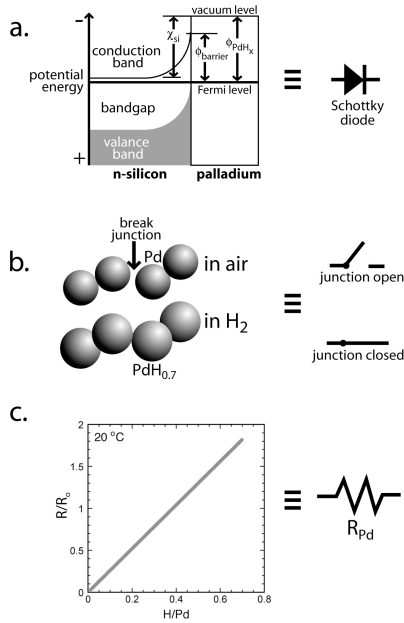 a.
−
vacuum level
χsi
conduction
band
ϕbarrier
ϕPdHx
potential
energy
Fermi level
bandgap
valance
band
+
n-silicon
palladium
Schottky
diode
b.
break
junction
Pd
in air
in H2
PdH0.7
junction open
junction closed
c.
20 °C
R/Ro
2
1.5
1
0.5
0
0
0.2
0.4
0.6
0.8
H/Pd
RPd